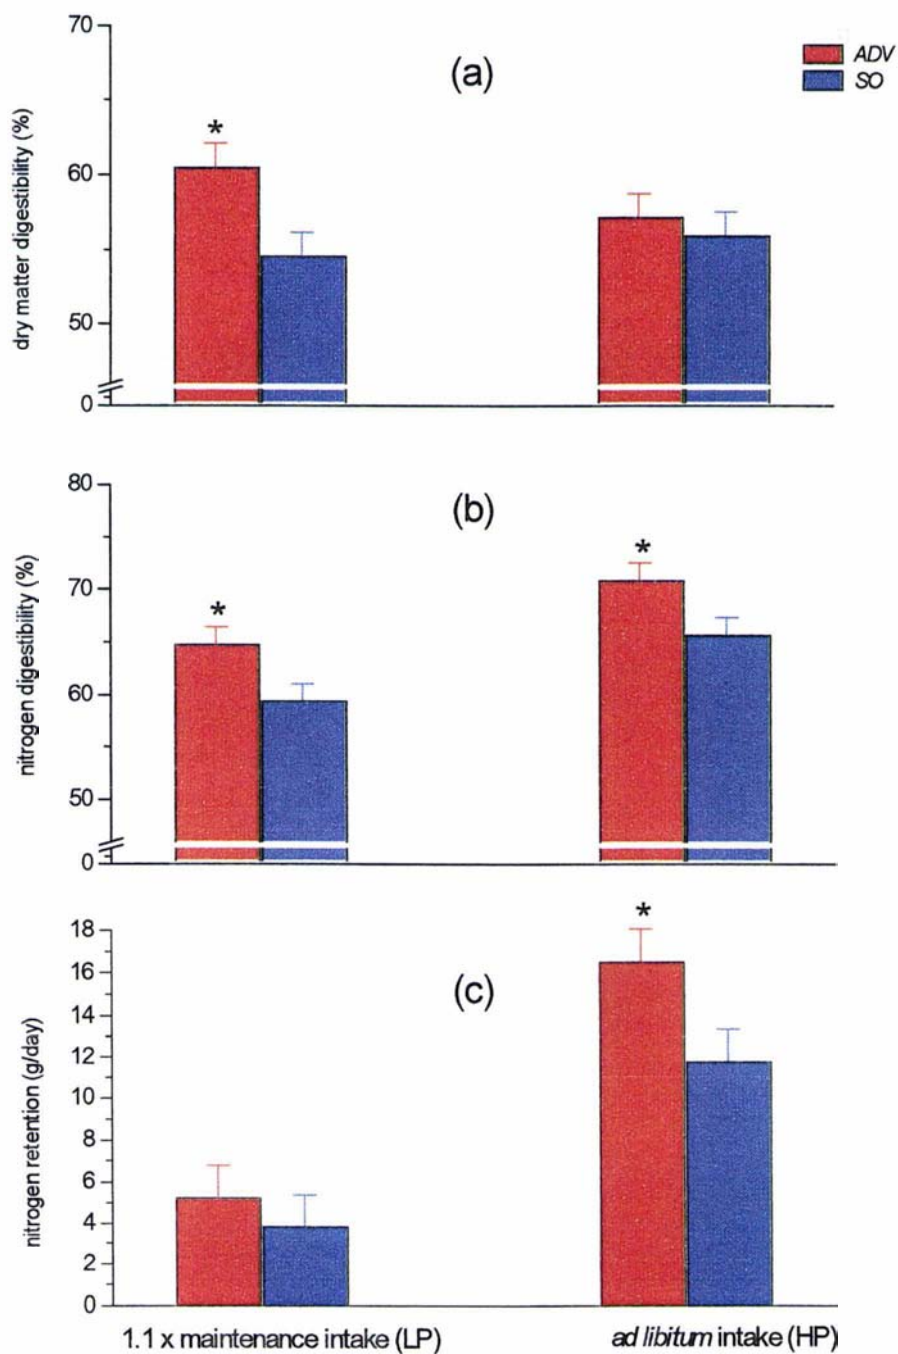 70
60
50
0
dry matter digestibility (%)
(a)
*
ADV
SO
80
70
60
50
0
nitrogen digestibility (%)
(b)
*
*
18
16
14
12
10
8
6
4
2
0
nitrogen retention (g/day)
(c)
*
1.1 x maintenance intake (LP)
ad libitum intake (HP)